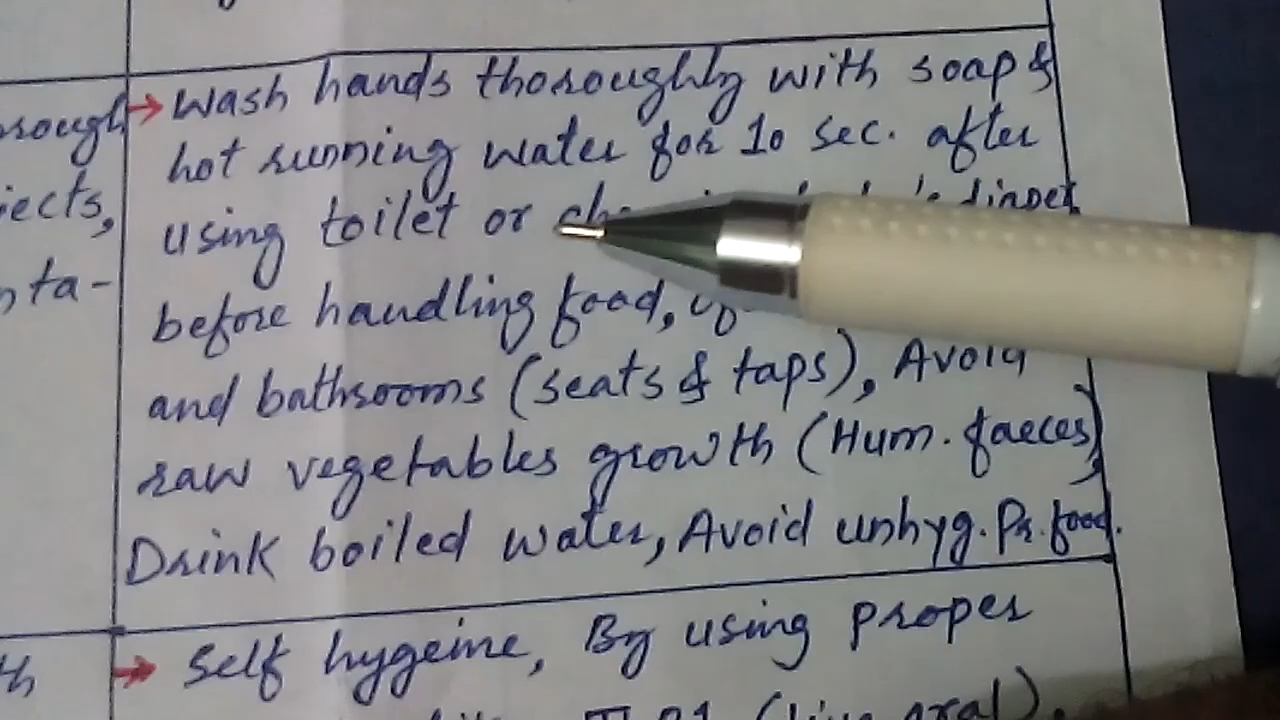 → Wash hands thoroughly with soap &
hot running water for 10 sec. after
using toilet or
before handling food,
and bathrooms (seats & taps), Avoid
raw vegetables growth (Hum. faeces)
Drink boiled water, Avoid unhyg. Pr. food.
→ Self hygeine, By using proper